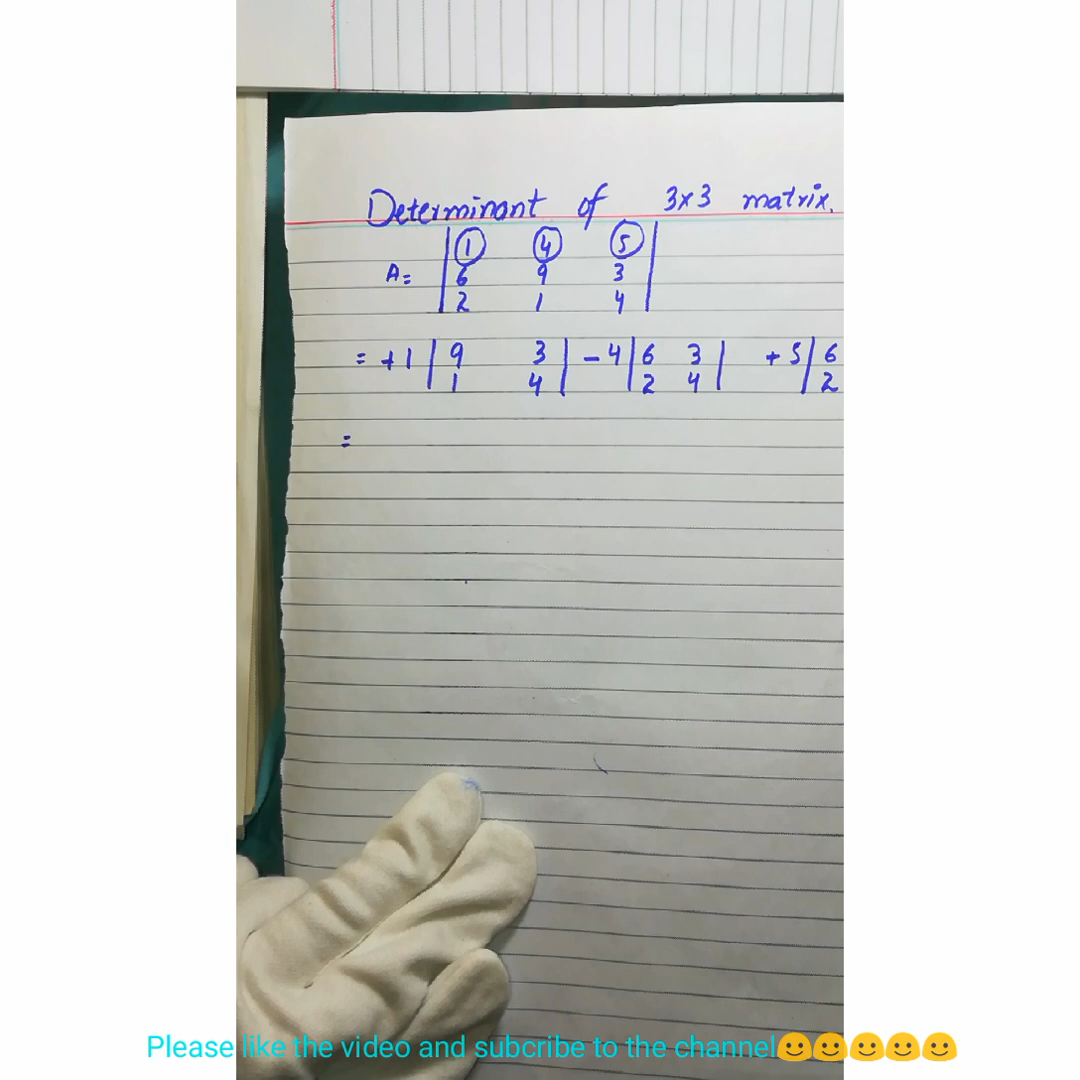 Determinant of 3x3 matrix.
A= | 1 4 5 |
| 6 9 3 |
| 2 1 4 |
= +1 | 9 3 | - 4 | 6 3 | + 5 | 6
| 1 4 | | 2 4 | | 2
=
Please like the video and subcribe to the channel🙂🙂🙂🙂🙂